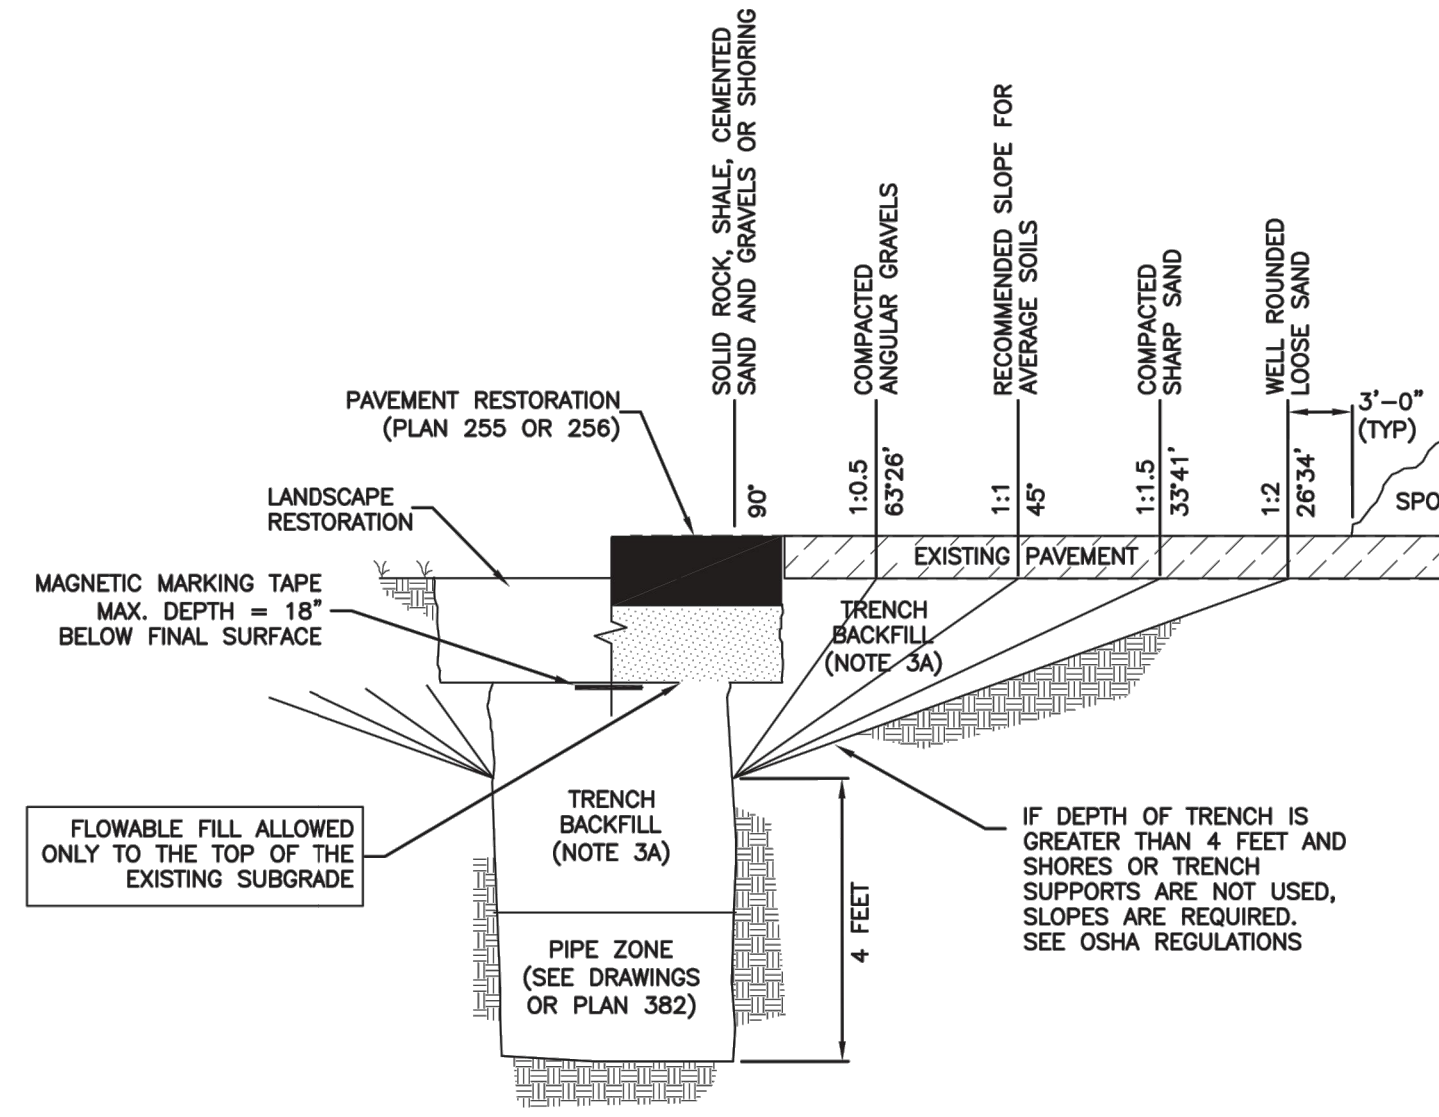 SOLID ROCK, SHALE, CEMENTED
SAND AND GRAVELS OR SHORING
COMPACTED
ANGULAR GRAVELS
RECOMMENDED SLOPE FOR
AVERAGE SOILS
COMPACTED
SHARP SAND
WELL ROUNDED
LOOSE SAND
3'-0"
(TYP)
90°
1:0.5
63°26'
1:1
45°
1:1.5
33°41'
1:2
26°34'
SPO
PAVEMENT RESTORATION
(PLAN 255 OR 256)
LANDSCAPE
RESTORATION
EXISTING PAVEMENT
MAGNETIC MARKING TAPE
MAX. DEPTH = 18"
BELOW FINAL SURFACE
TRENCH
BACKFILL
(NOTE 3A)
FLOWABLE FILL ALLOWED
ONLY TO THE TOP OF THE
EXISTING SUBGRADE
TRENCH
BACKFILL
(NOTE 3A)
PIPE ZONE
(SEE DRAWINGS
OR PLAN 382)
4 FEET
IF DEPTH OF TRENCH IS
GREATER THAN 4 FEET AND
SHORES OR TRENCH
SUPPORTS ARE NOT USED,
SLOPES ARE REQUIRED.
SEE OSHA REGULATIONS